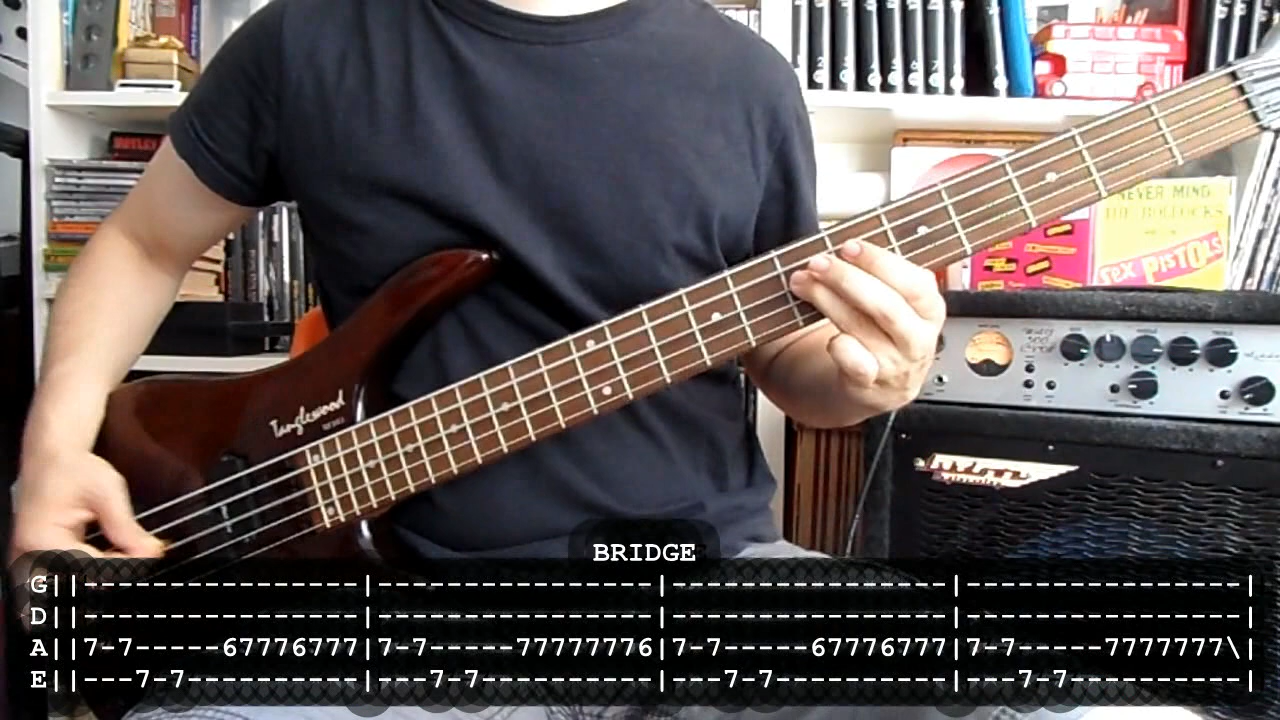 NEVER MIND
THE BOLLOCKS
SEX PISTOLS
Tanglewood
BRIDGE
G||----------------|----------------|----------------|----------------|
D||----------------|----------------|----------------|----------------|
A||7-7-----67776777|7-7-----77777776|7-7-----67776777|7-7-----7777777\|
E||---7-7----------|---7-7----------|---7-7----------|---7-7----------|